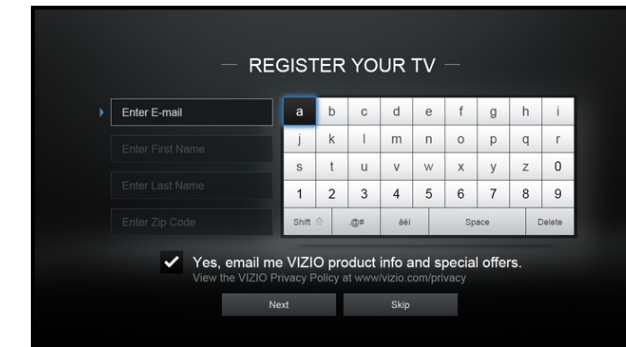 REGISTER YOUR TV
Enter E-mail
Enter First Name
Enter Last Name
Enter Zip Code
a b c d e f g h i
j k l m n o p q r
s t u v w x y z 0
1 2 3 4 5 6 7 8 9
Shift .@# äêì Space Delete
Yes, email me VIZIO product info and special offers.
View the VIZIO Privacy Policy at www/vizio.com/privacy
Next Skip